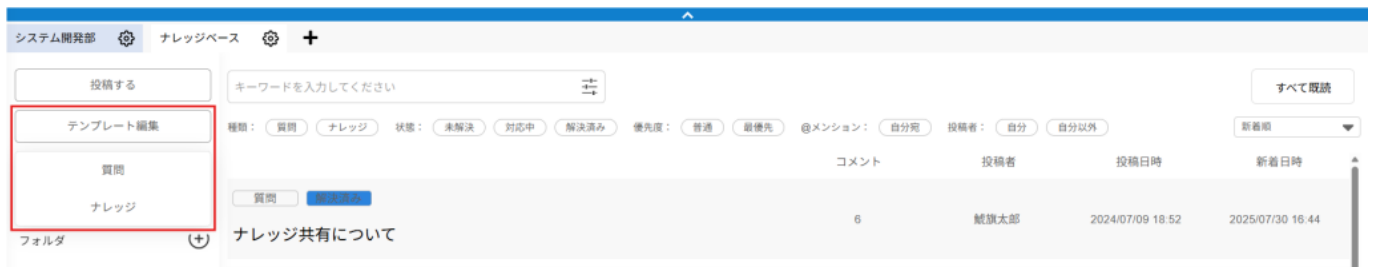 システム開発部 ナレッジベース
投稿する
キーワードを入力してください
すべて既読
テンプレート編集
種類： 質問 ナレッジ 状態： 未解決 対応中 解決済み 優先度： 普通 最優先 @メンション： 自分宛 投稿者： 自分 自分以外
新着順
コメント 投稿者 投稿日時 新着日時
質問
ナレッジ
フォルダ
質問 解決済み
ナレッジ共有について
6 鯱旗太郎 2024/07/09 18:52 2025/07/30 16:44